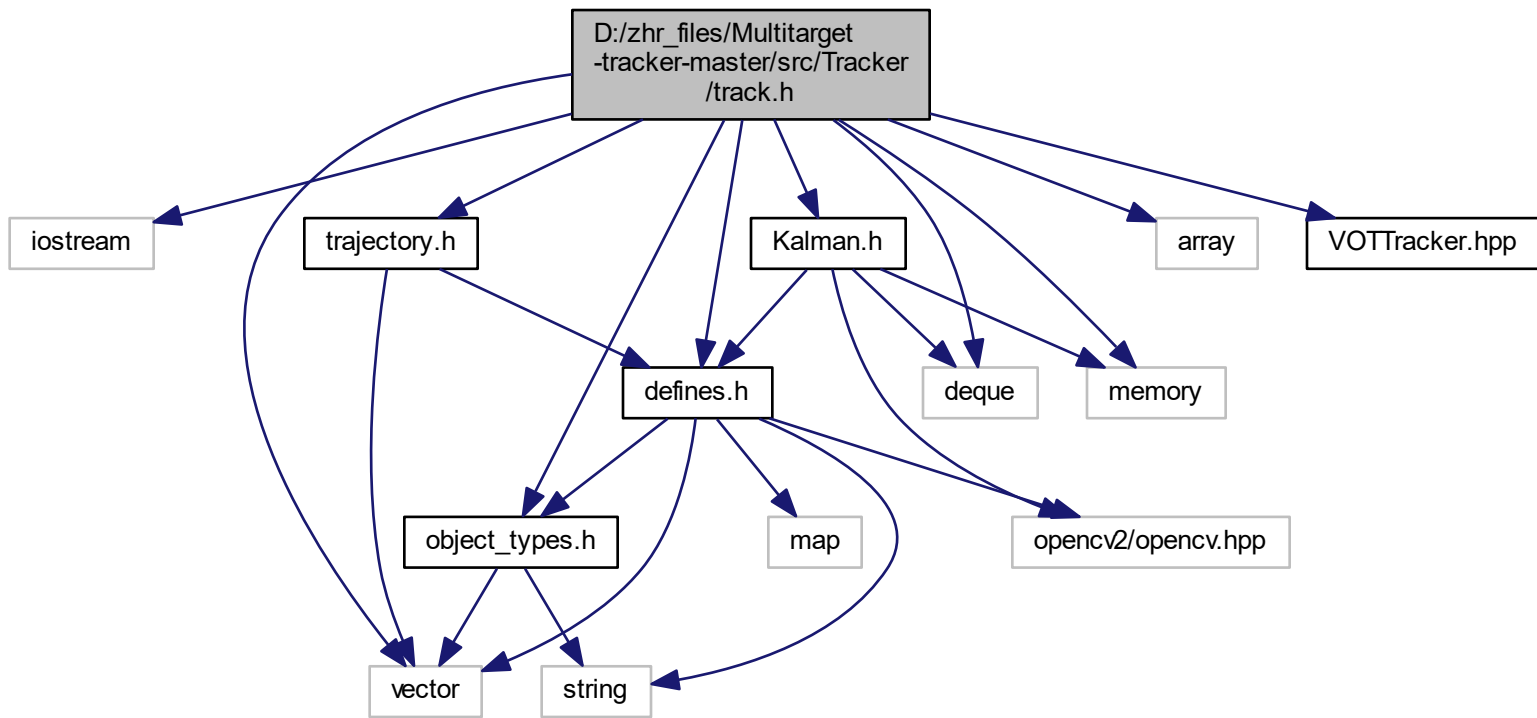 D:/zhr_files/Multitarget
-tracker-master/src/Tracker
/track.h
iostream
trajectory.h
Kalman.h
array
VOTTracker.hpp
defines.h
deque
memory
object_types.h
map
opencv2/opencv.hpp
vector
string